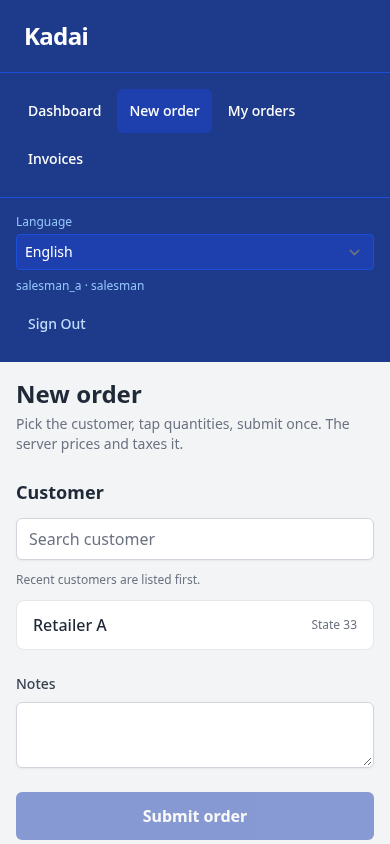 Kadai
Dashboard
New order
My orders
Invoices
Language
English
salesman_a · salesman
Sign Out
New order
Pick the customer, tap quantities, submit once. The
server prices and taxes it.
Customer
Search customer
Recent customers are listed first.
Retailer A
State 33
Notes
Submit order